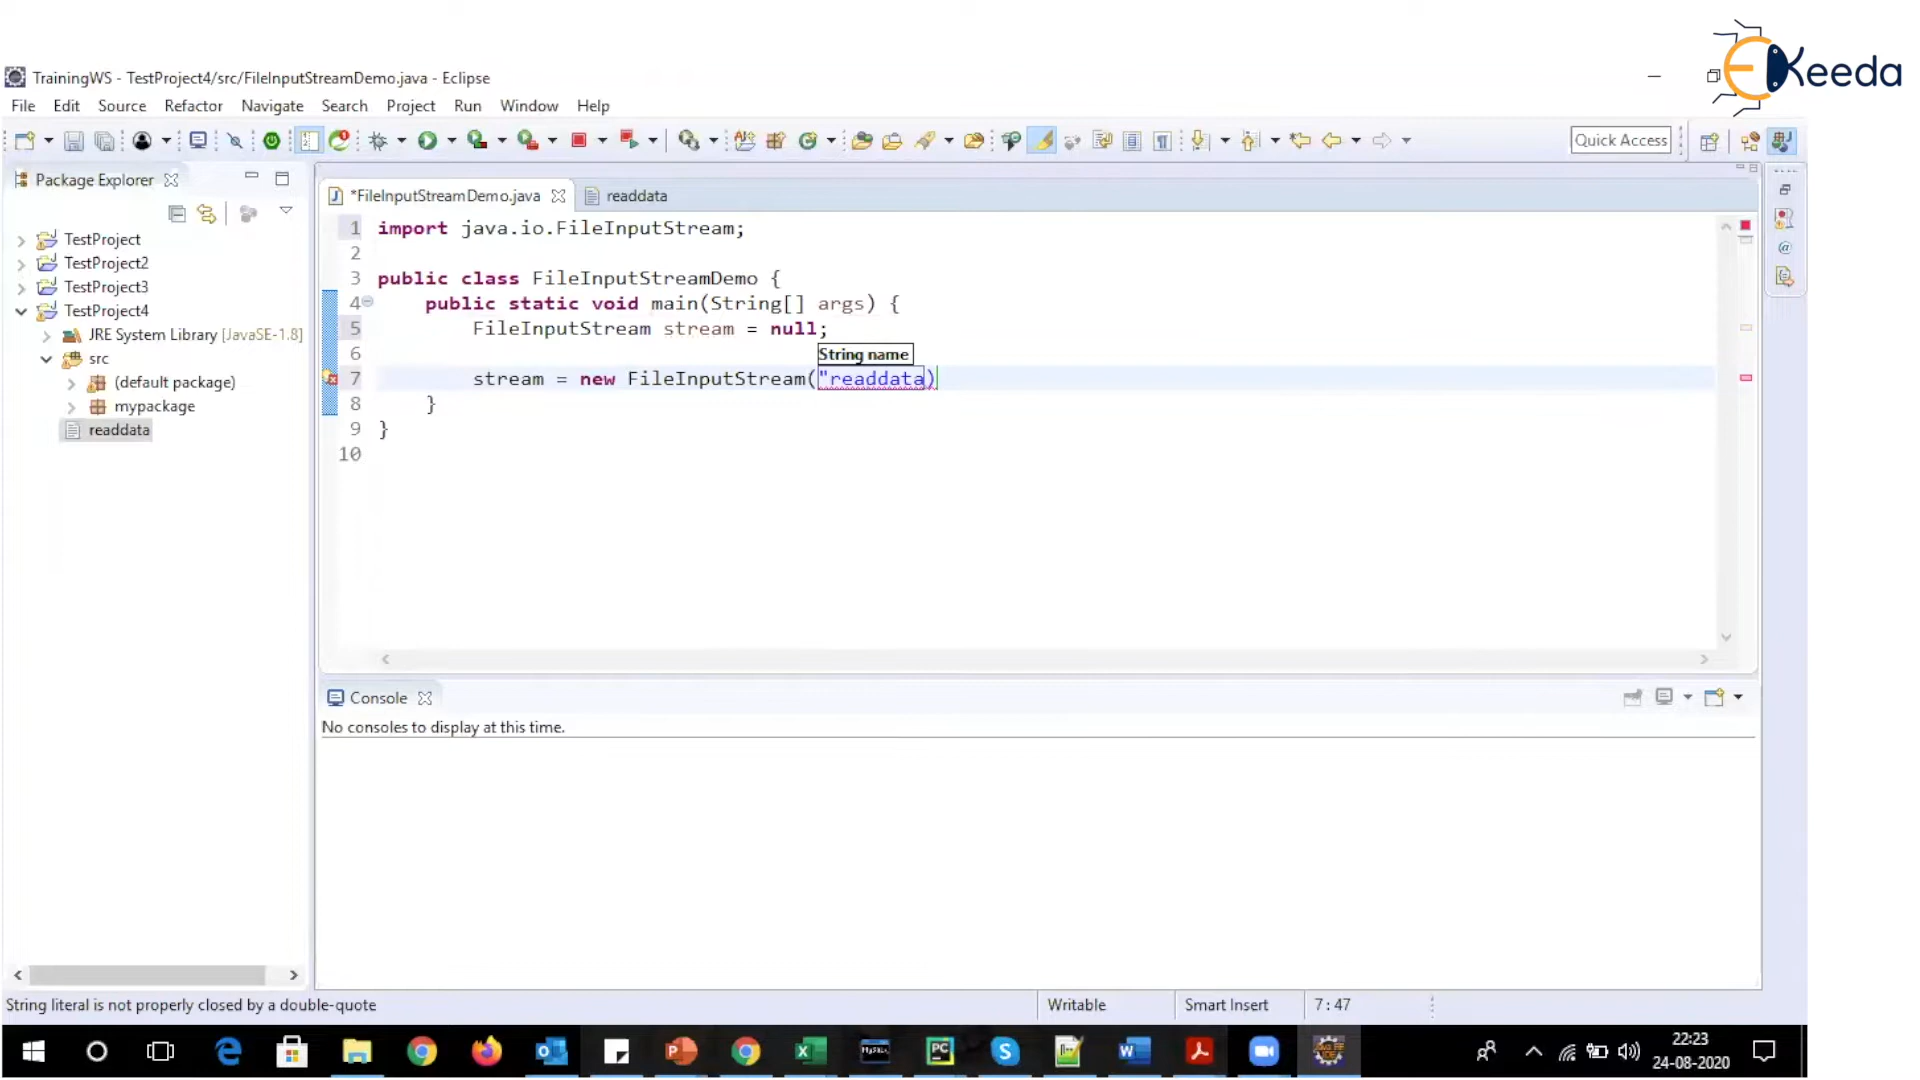 EKeeda
TrainingWS - TestProject4/src/FileInputStreamDemo.java - Eclipse
File Edit Source Refactor Navigate Search Project Run Window Help
Quick Access
Package Explorer
*FileInputStreamDemo.java
readdata
TestProject
TestProject2
TestProject3
TestProject4
JRE System Library [JavaSE-1.8]
src
(default package)
mypackage
readdata
1 import java.io.FileInputStream;
2
3 public class FileInputStreamDemo {
4 public static void main(String[] args) {
5 FileInputStream stream = null;
6
String name
7 stream = new FileInputStream("readdata)
8 }
9 }
10
Console
No consoles to display at this time.
String literal is not properly closed by a double-quote
Writable
Smart Insert
7 : 47
22:23
24-08-2020